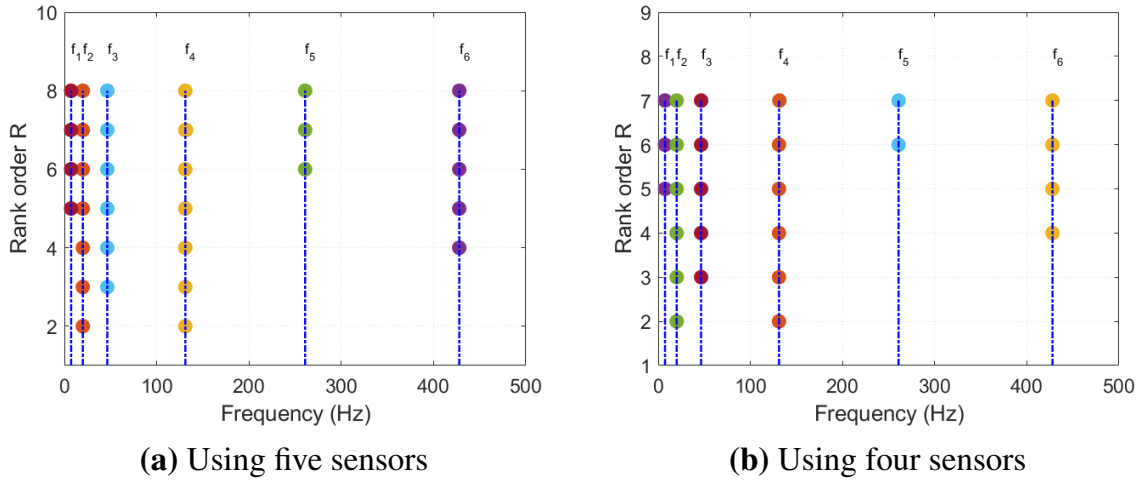 10
8
6
4
2
0 100 200 300 400 500
Rank order R
Frequency (Hz)
f1 f2 f3 f4 f5 f6
(a) Using five sensors
9
8
7
6
5
4
3
2
1
0 100 200 300 400 500
Rank order R
Frequency (Hz)
f1 f2 f3 f4 f5 f6
(b) Using four sensors